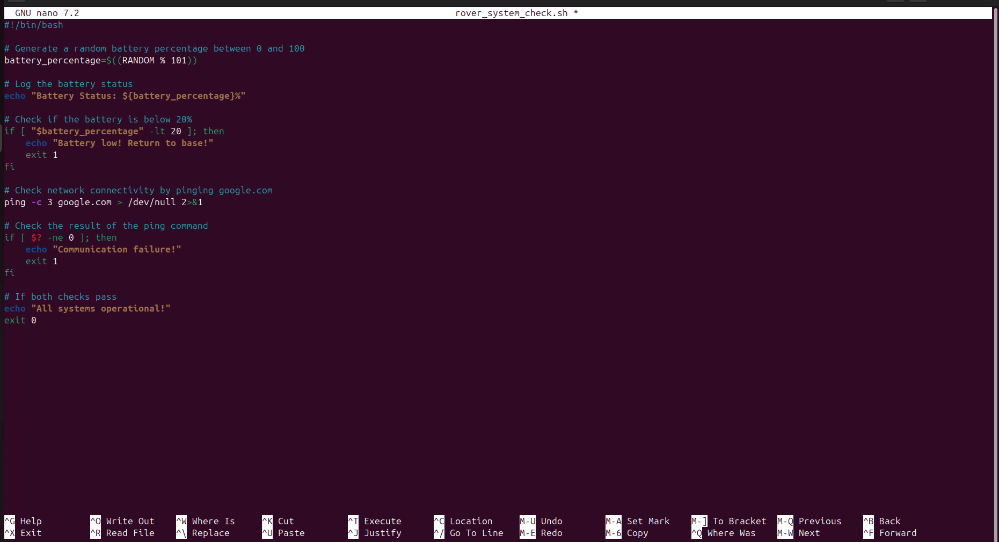 GNU nano 7.2 rover_system_check.sh *
#!/bin/bash

# Generate a random battery percentage between 0 and 100
battery_percentage=$((RANDOM % 101))

# Log the battery status
echo "Battery Status: ${battery_percentage}%"

# Check if the battery is below 20%
if [ "$battery_percentage" -lt 20 ]; then
    echo "Battery low! Return to base!"
    exit 1
fi

# Check network connectivity by pinging google.com
ping -c 3 google.com > /dev/null 2>&1

# Check the result of the ping command
if [ $? -ne 0 ]; then
    echo "Communication failure!"
    exit 1
fi

# If both checks pass
echo "All systems operational!"
exit 0

^G Help ^O Write Out ^W Where Is ^K Cut ^T Execute ^C Location M-U Undo M-A Set Mark M-] To Bracket M-Q Previous ^B Back
^X Exit ^R Read File ^\ Replace ^U Paste ^J Justify ^/ Go To Line M-E Redo M-6 Copy ^Q Where Was M-W Next ^F Forward